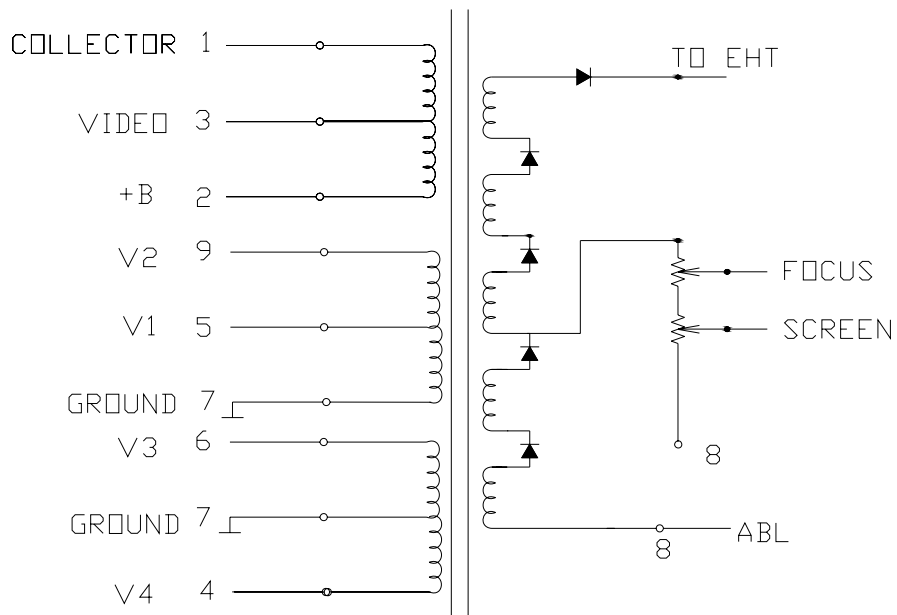 COLLECTOR 1
VIDEO 3
+B 2
V2 9
V1 5
GROUND 7
V3 6
GROUND 7
V4 4
TO EHT
FOCUS
SCREEN
8
ABL
8